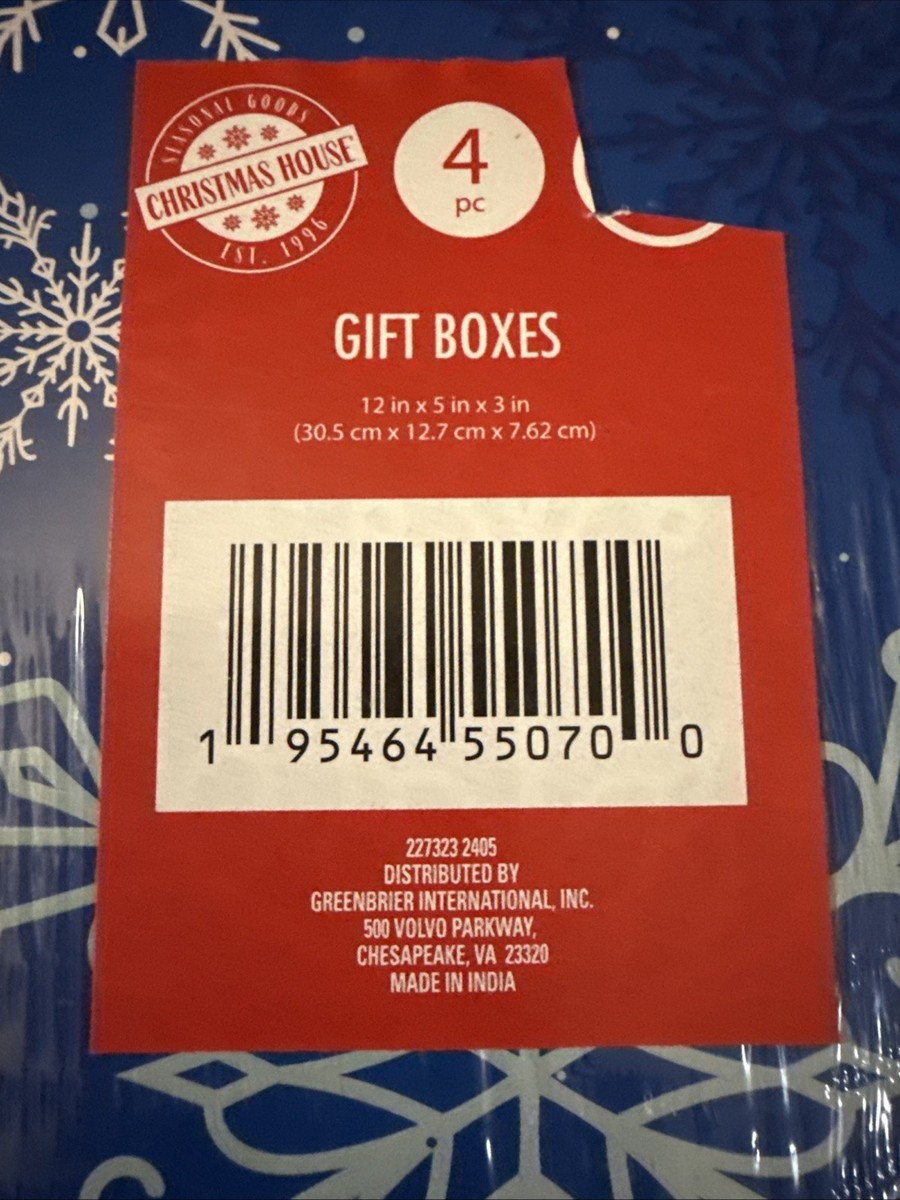 SEASONAL GOODS
CHRISTMAS HOUSE
EST. 1996
4
pc
GIFT BOXES
12 in x 5 in x 3 in
(30.5 cm x 12.7 cm x 7.62 cm)
1 95464 55070 0
227323 2405
DISTRIBUTED BY
GREENBRIER INTERNATIONAL, INC.
500 VOLVO PARKWAY,
CHESAPEAKE, VA 23320
MADE IN INDIA